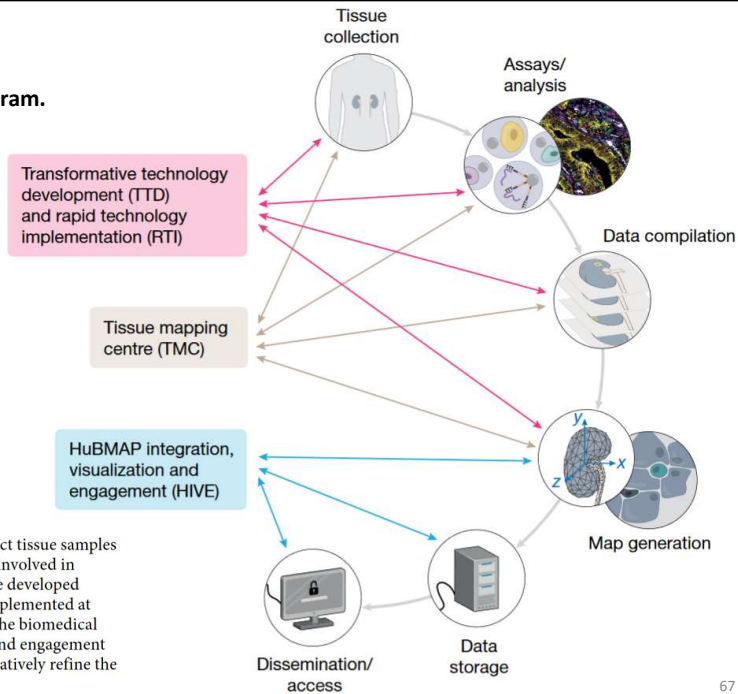 ram.
Tissue
collection
Assays/
analysis
Transformative technology
development (TTD)
and rapid technology
implementation (RTI)
Data compilation
Tissue mapping
centre (TMC)
HuBMAP integration,
visualization and
engagement (HIVE)
y
x
z
Map generation
ct tissue samples
involved in
e developed
plemented at
he biomedical
nd engagement
atively refine the
Data
storage
Dissemination/
access
67